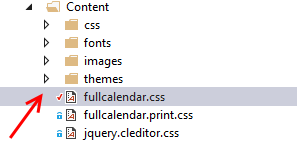 Content
css
fonts
images
themes
fullcalendar.css
fullcalendar.print.css
jquery.cleditor.css